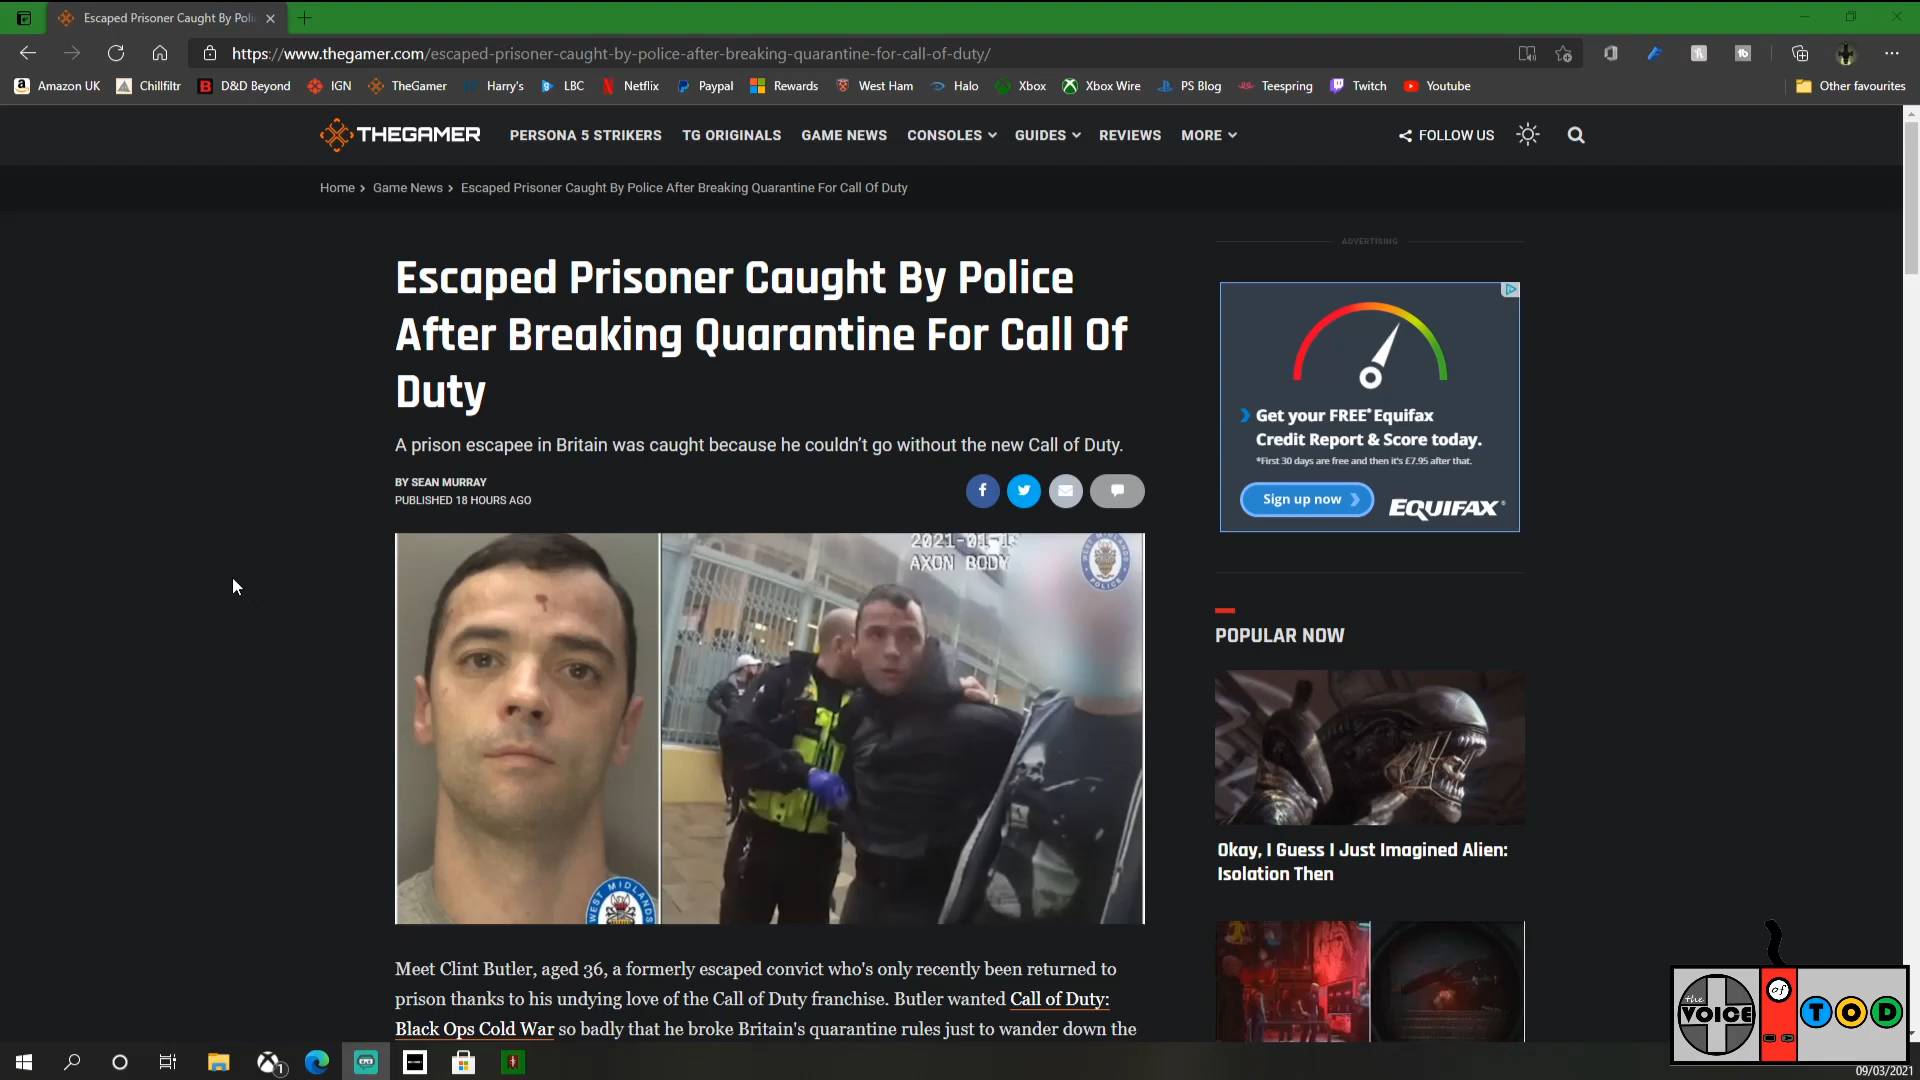 Escaped Prisoner Caught By Poli
https://www.thegamer.com/escaped-prisoner-caught-by-police-after-breaking-quarantine-for-call-of-duty/
Amazon UK Chillfiltr D&D Beyond IGN TheGamer Harry's LBC Netflix Paypal Rewards West Ham Halo Xbox Xbox Wire PS Blog Teespring Twitch Youtube Other favourites
THEGAMER PERSONA 5 STRIKERS TG ORIGINALS GAME NEWS CONSOLES GUIDES REVIEWS MORE FOLLOW US
Home Game News Escaped Prisoner Caught By Police After Breaking Quarantine For Call Of Duty
Escaped Prisoner Caught By Police
After Breaking Quarantine For Call Of
Duty
A prison escapee in Britain was caught because he couldn't go without the new Call of Duty.
BY SEAN MURRAY
PUBLISHED 18 HOURS AGO
2021-01-1
AXON BODY
WEST MIDLANDS
POLICE
WEST MIDLANDS
Meet Clint Butler, aged 36, a formerly escaped convict who's only recently been returned to
prison thanks to his undying love of the Call of Duty franchise. Butler wanted Call of Duty:
Black Ops Cold War so badly that he broke Britain's quarantine rules just to wander down the
ADVERTISING
Get your FREE* Equifax
Credit Report & Score today.
*First 30 days are free and then it's £7.95 after that.
Sign up now EQUIFAX
POPULAR NOW
Okay, I Guess I Just Imagined Alien:
Isolation Then
the
VOICE
of
TOD
1
09/03/2021